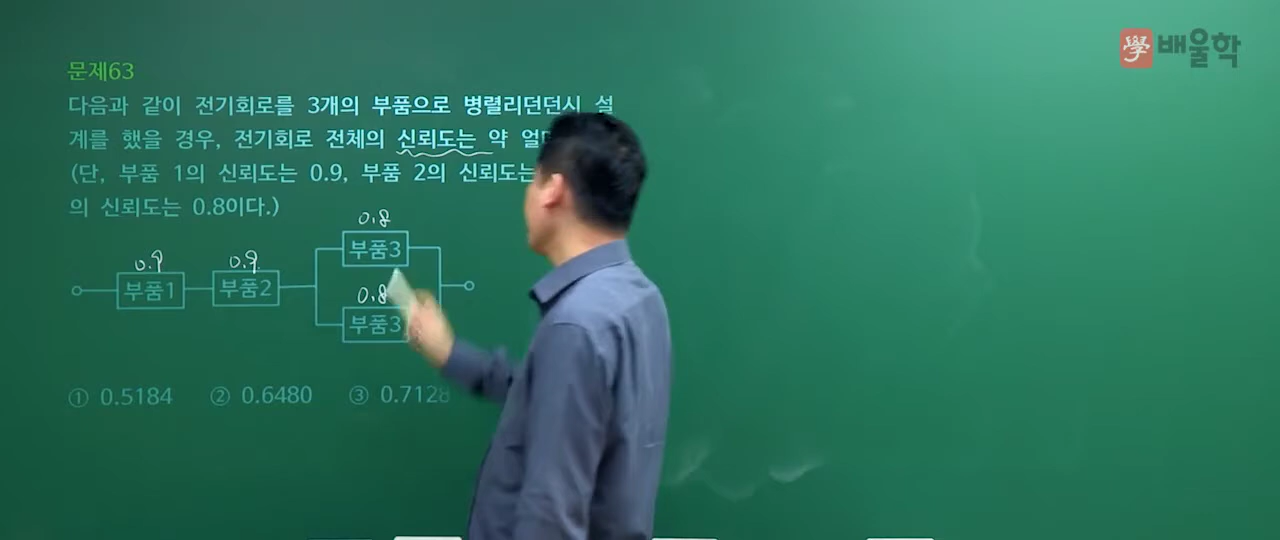 學 배울학
문제63
다음과 같이 전기회로를 3개의 부품으로 병렬리던던시 설
계를 했을 경우, 전기회로 전체의 신뢰도는 약
(단, 부품 1의 신뢰도는 0.9, 부품 2의 신뢰도는
의 신뢰도는 0.8이다.)
0.8
부품3
0.9 0.9
부품1 부품2
0.8
부품3
① 0.5184 ② 0.6480 ③ 0.7128